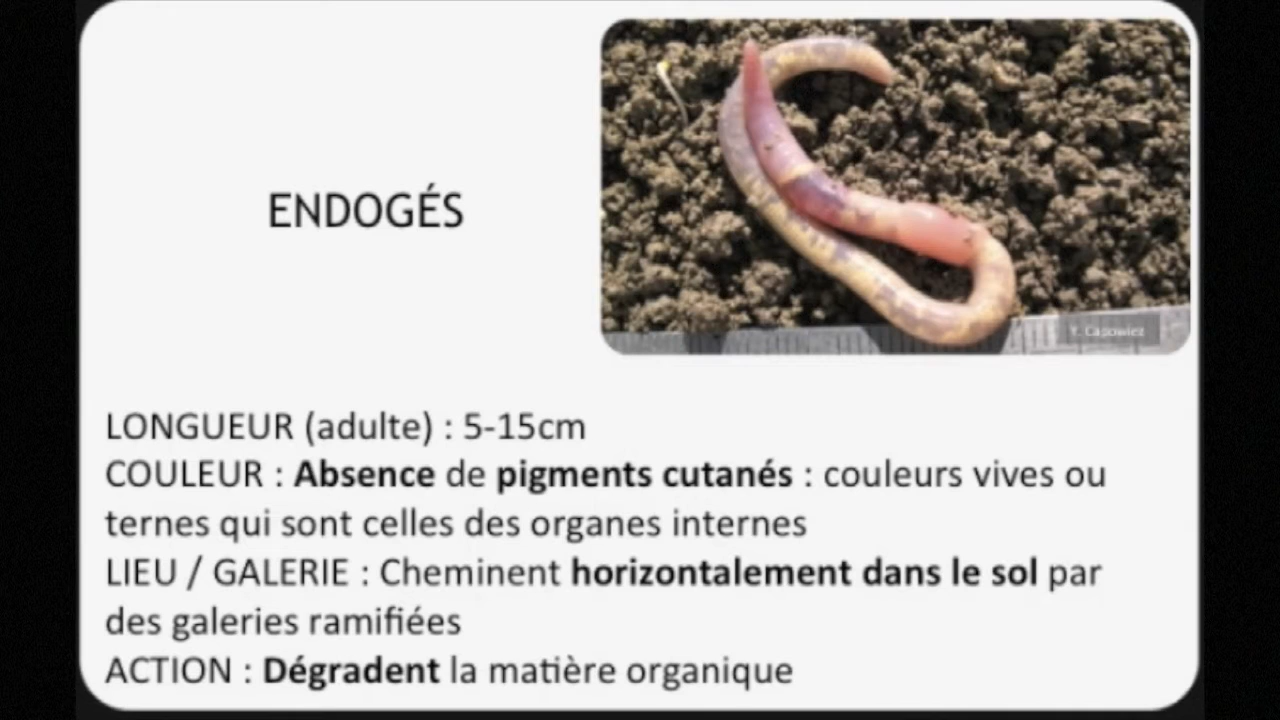 ENDOGÉS
Y. Capowiez
LONGUEUR (adulte) : 5-15cm
COULEUR : Absence de pigments cutanés : couleurs vives ou
ternes qui sont celles des organes internes
LIEU / GALERIE : Cheminent horizontalement dans le sol par
des galeries ramifiées
ACTION : Dégradent la matière organique